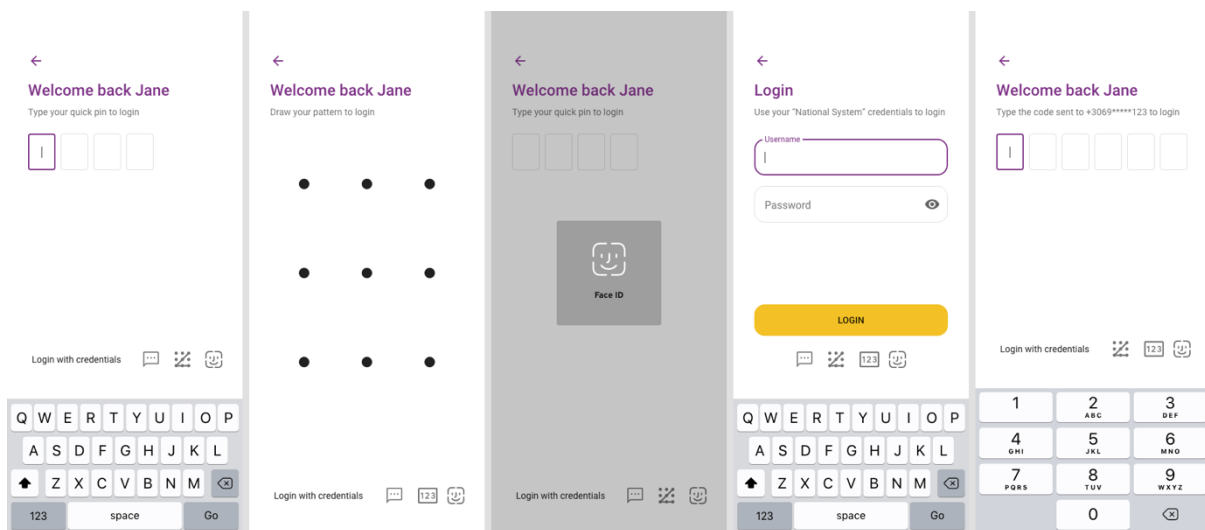 Welcome back Jane
Type your quick pin to login
Login with credentials
123
Q W E R T Y U I O P
A S D F G H J K L
Z X C V B N M
123 space Go
Welcome back Jane
Draw your pattern to login
Login with credentials
123
Welcome back Jane
Type your quick pin to login
Face ID
Login with credentials
Login
Use your "National System" credentials to login
Username
Password
LOGIN
123
Q W E R T Y U I O P
A S D F G H J K L
Z X C V B N M
123 space Go
Welcome back Jane
Type the code sent to +3069*****123 to login
Login with credentials
123
1 2 3
ABC DEF
4 5 6
GHI JKL MNO
7 8 9
PQRS TUV WXYZ
0